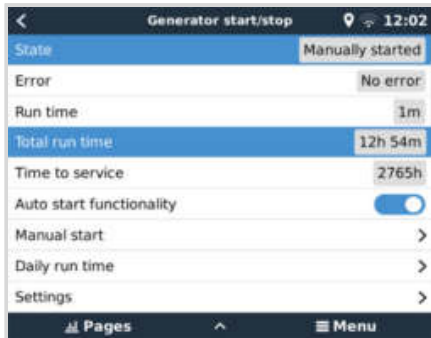 Generator start/stop 12:02
State Manually started
Error No error
Run time 1m
Total run time 12h 54m
Time to service 2765h
Auto start functionality
Manual start
Daily run time
Settings
Pages Menu